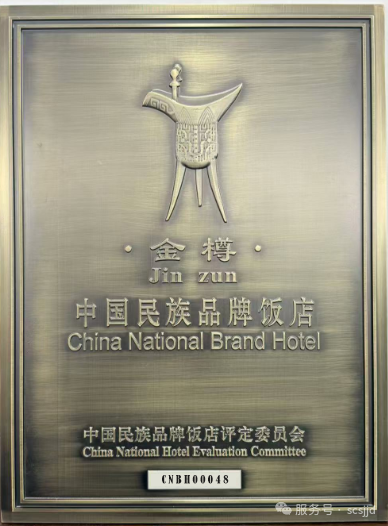 · 金樽 ·
Jin zun
中国民族品牌饭店
China National Brand Hotel
中国民族品牌饭店评定委员会
China National Hotel Evaluation Committee
CNBH00048
服务号 · scsjjd